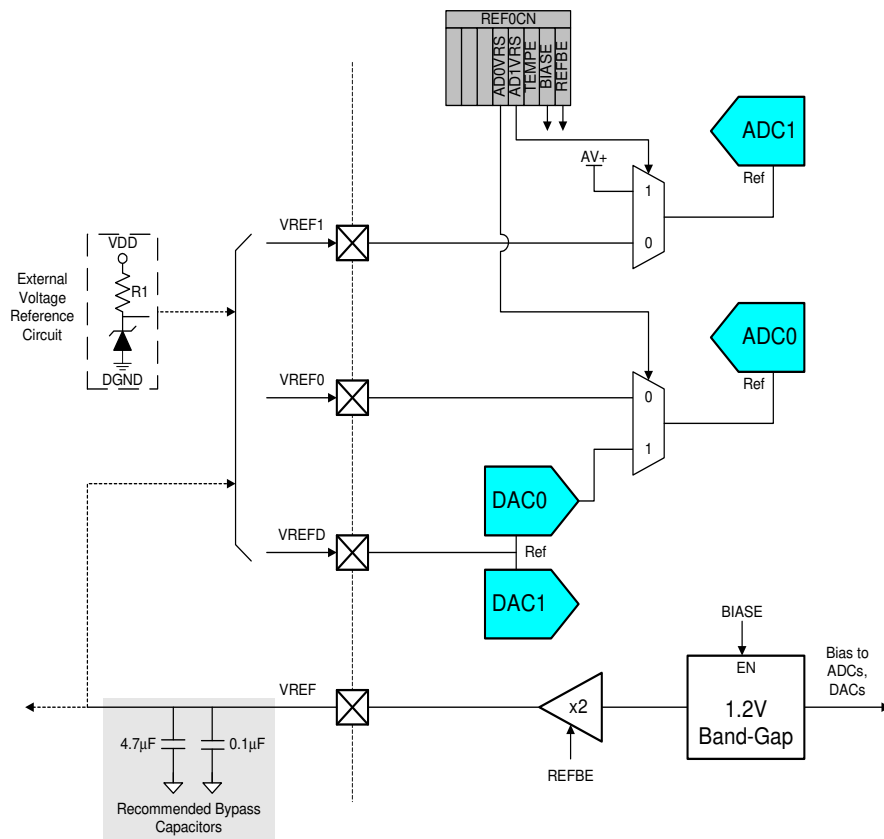 REF0CN
AD0VRS
AD1VRS
TEMPE
BIASE
REFBE
ADC1
Ref
AV+
1
0
VREF1
External
Voltage
Reference
Circuit
VDD
R1
DGND
ADC0
Ref
VREF0
0
1
DAC0
VREFD
Ref
DAC1
BIASE
EN
1.2V
Band-Gap
Bias to
ADCs,
DACs
VREF
x2
REFBE
4.7µF
0.1µF
Recommended Bypass
Capacitors